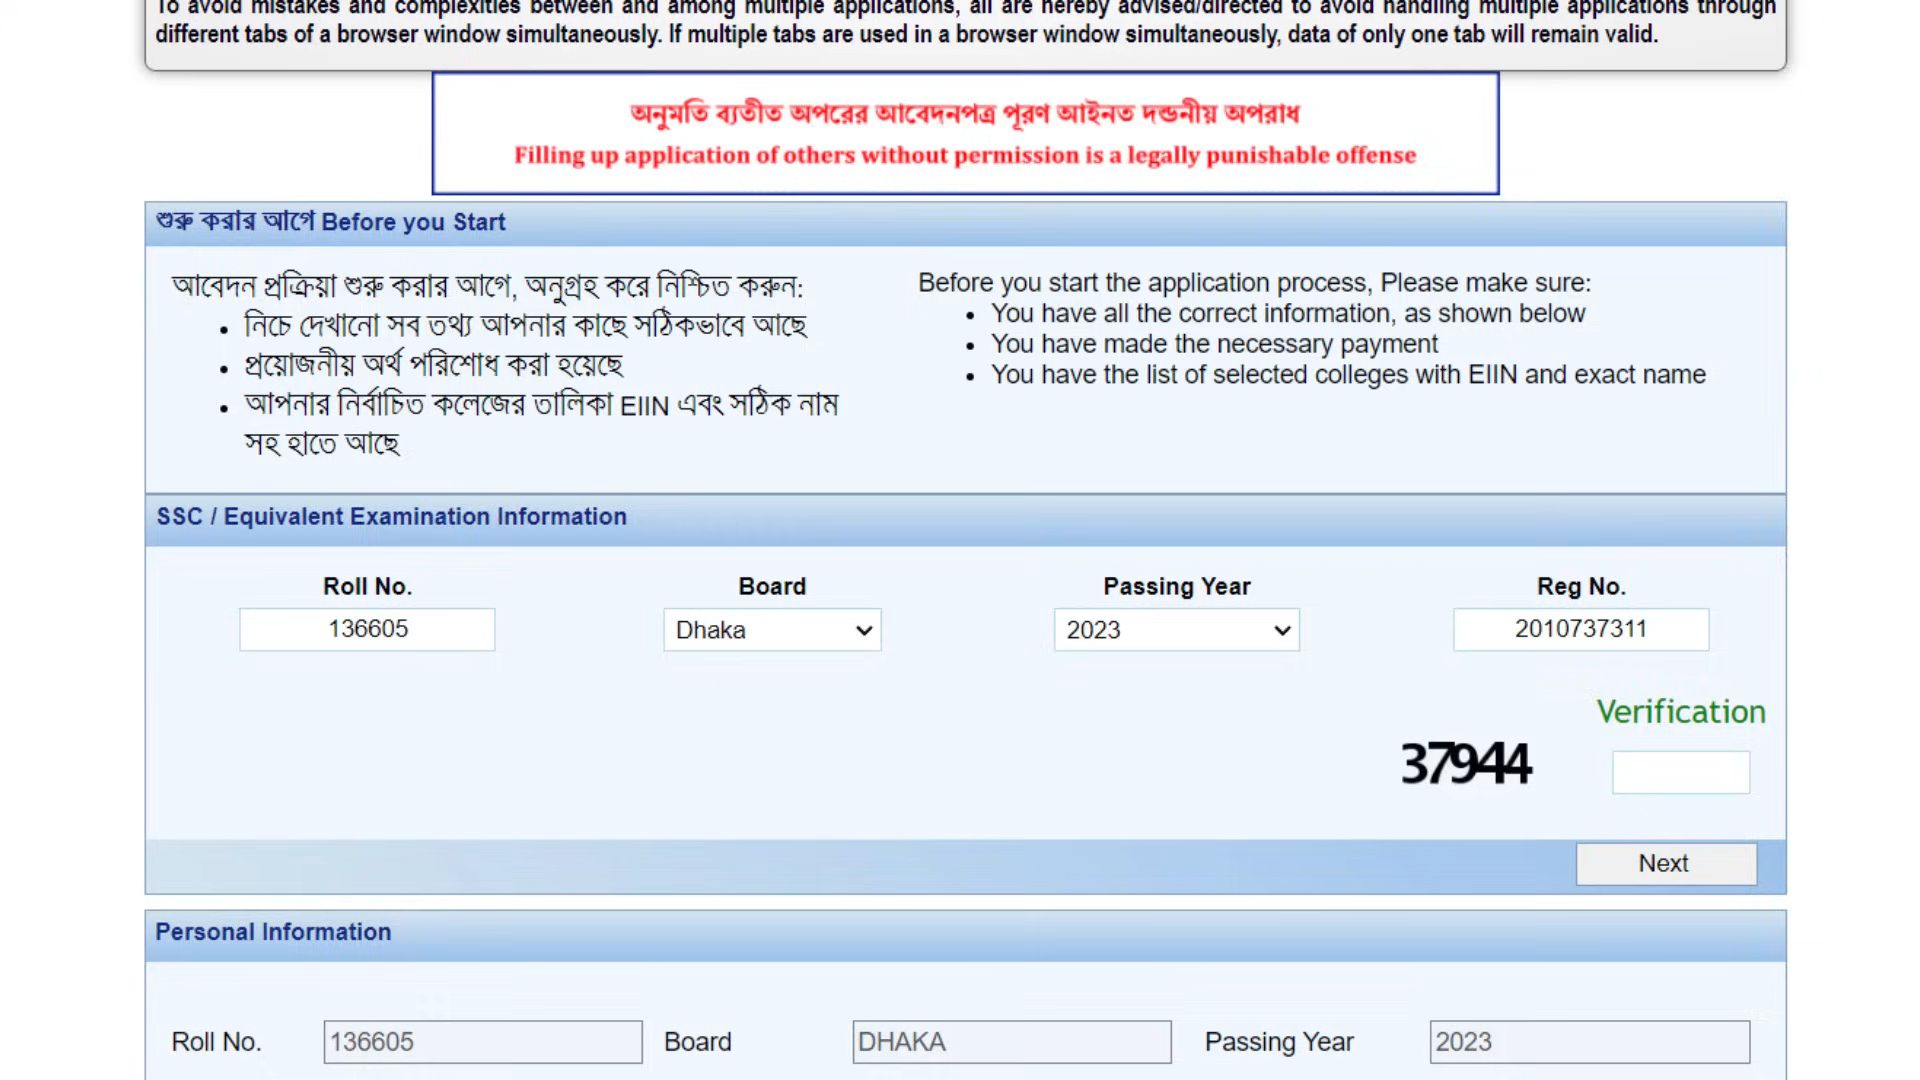 To avoid mistakes and complexities between and among multiple applications, all are hereby advised/directed to avoid handling multiple applications through
different tabs of a browser window simultaneously. If multiple tabs are used in a browser window simultaneously, data of only one tab will remain valid.
অনুমতি ব্যতীত অপরের আবেদনপত্র পূরণ আইনত দন্ডনীয় অপরাধ
Filling up application of others without permission is a legally punishable offense
শুরু করার আগে Before you Start
আবেদন প্রক্রিয়া শুরু করার আগে, অনুগ্রহ করে নিশ্চিত করুন:
• নিচে দেখানো সব তথ্য আপনার কাছে সঠিকভাবে আছে
• প্রয়োজনীয় অর্থ পরিশোধ করা হয়েছে
• আপনার নির্বাচিত কলেজের তালিকা EIIN এবং সঠিক নাম
সহ হাতে আছে
Before you start the application process, Please make sure:
• You have all the correct information, as shown below
• You have made the necessary payment
• You have the list of selected colleges with EIIN and exact name
SSC / Equivalent Examination Information
Roll No. Board Passing Year Reg No.
136605 Dhaka 2023 2010737311
Verification
37944
Next
Personal Information
Roll No. 136605 Board DHAKA Passing Year 2023